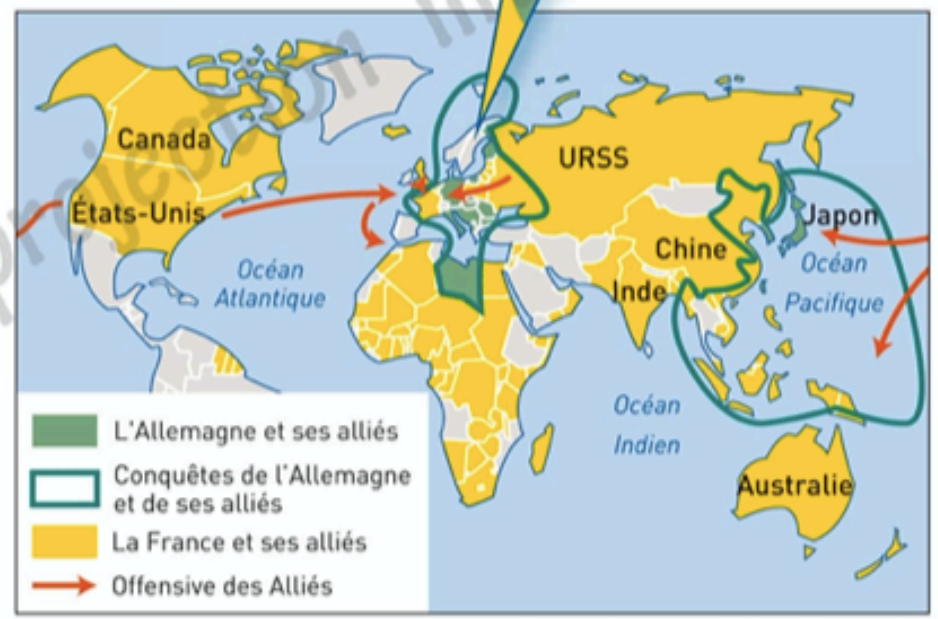 projection
Canada
URSS
États-Unis
Japon
Chine
Océan
Atlantique
Océan
Pacifique
Inde
Océan
Indien
Australie
L'Allemagne et ses alliés
Conquêtes de l'Allemagne
et de ses alliés
La France et ses alliés
Offensive des Alliés